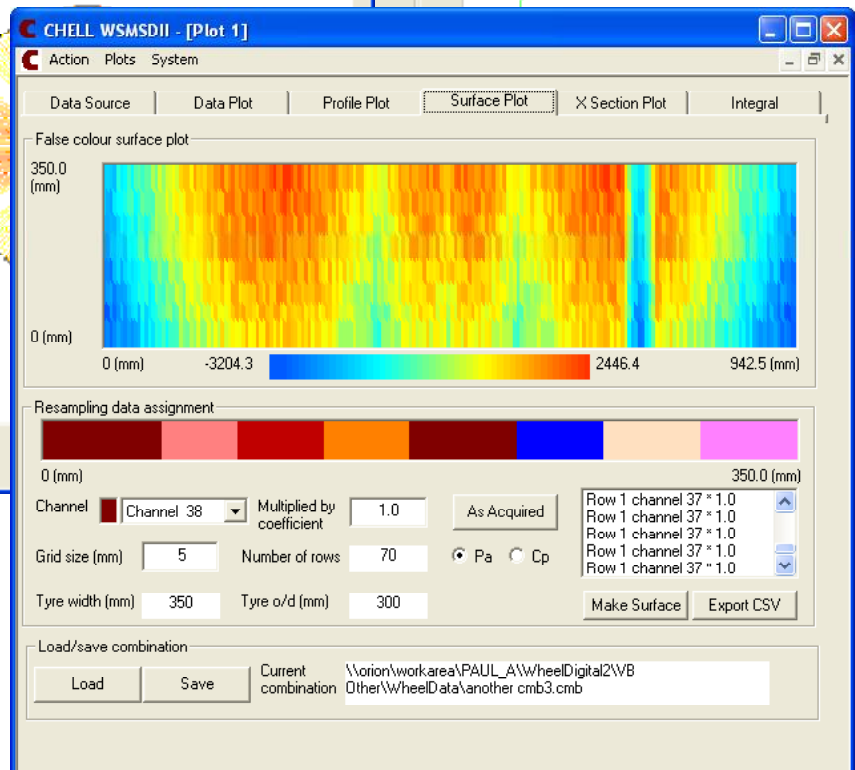 CHELL WSMSDII - [Plot 1]
Action Plots System
Data Source Data Plot Profile Plot Surface Plot X Section Plot Integral
False colour surface plot
350.0
(mm)
0 (mm)
0 (mm) -3204.3 2446.4 942.5 (mm)
Resampling data assignment
0 (mm) 350.0 (mm)
Channel Channel 38 Multiplied by coefficient 1.0 As Acquired
Row 1 channel 37 * 1.0
Row 1 channel 37 * 1.0
Row 1 channel 37 * 1.0
Row 1 channel 37 * 1.0
Row 1 channel 37 * 1.0
Grid size (mm) 5 Number of rows 70 Pa Cp
Tyre width (mm) 350 Tyre o/d (mm) 300 Make Surface Export CSV
Load/save combination
Load Save Current combination
\\orion\workarea\PAUL_A\WheelDigital2\VB
Other\WheelData\another cmb3.cmb